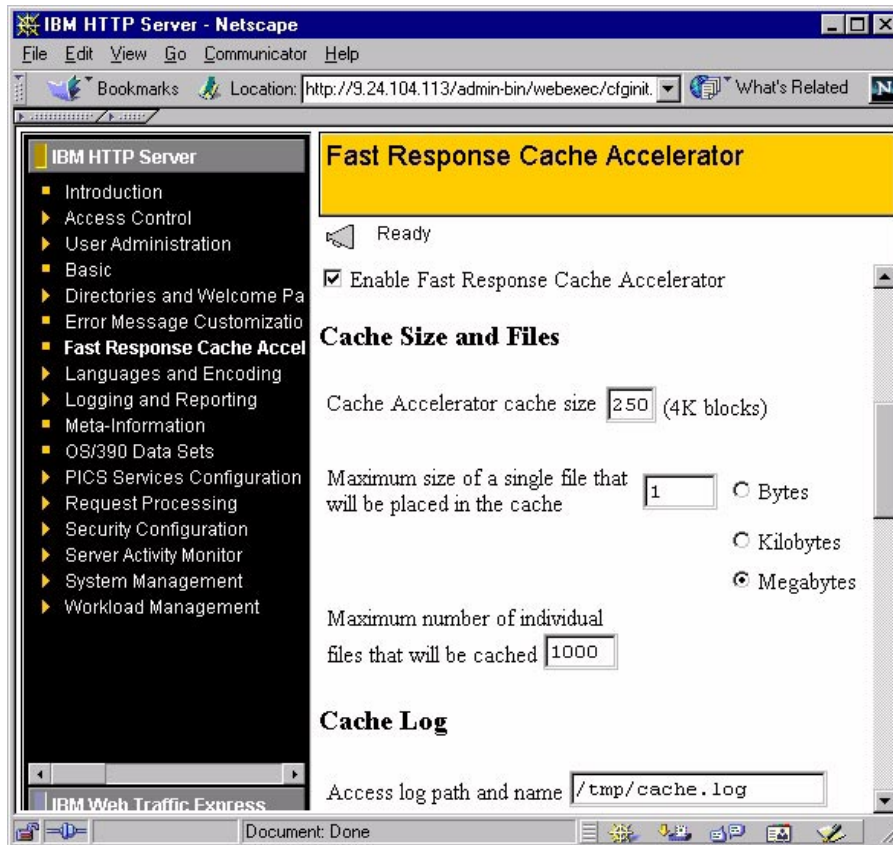 IBM HTTP Server - Netscape
File Edit View Go Communicator Help
Bookmarks Location: http://9.24.104.113/admin-bin/webexec/cfginit. What's Related N
IBM HTTP Server
Introduction
Access Control
User Administration
Basic
Directories and Welcome Pa
Error Message Customizatio
Fast Response Cache Accel
Languages and Encoding
Logging and Reporting
Meta-Information
OS/390 Data Sets
PICS Services Configuration
Request Processing
Security Configuration
Server Activity Monitor
System Management
Workload Management
IBM Web Traffic Express
Fast Response Cache Accelerator
Ready
Enable Fast Response Cache Accelerator
Cache Size and Files
Cache Accelerator cache size 250 (4K blocks)
Maximum size of a single file that
will be placed in the cache 1 Bytes
Kilobytes
Megabytes
Maximum number of individual
files that will be cached 1000
Cache Log
Access log path and name /tmp/cache.log
Document: Done